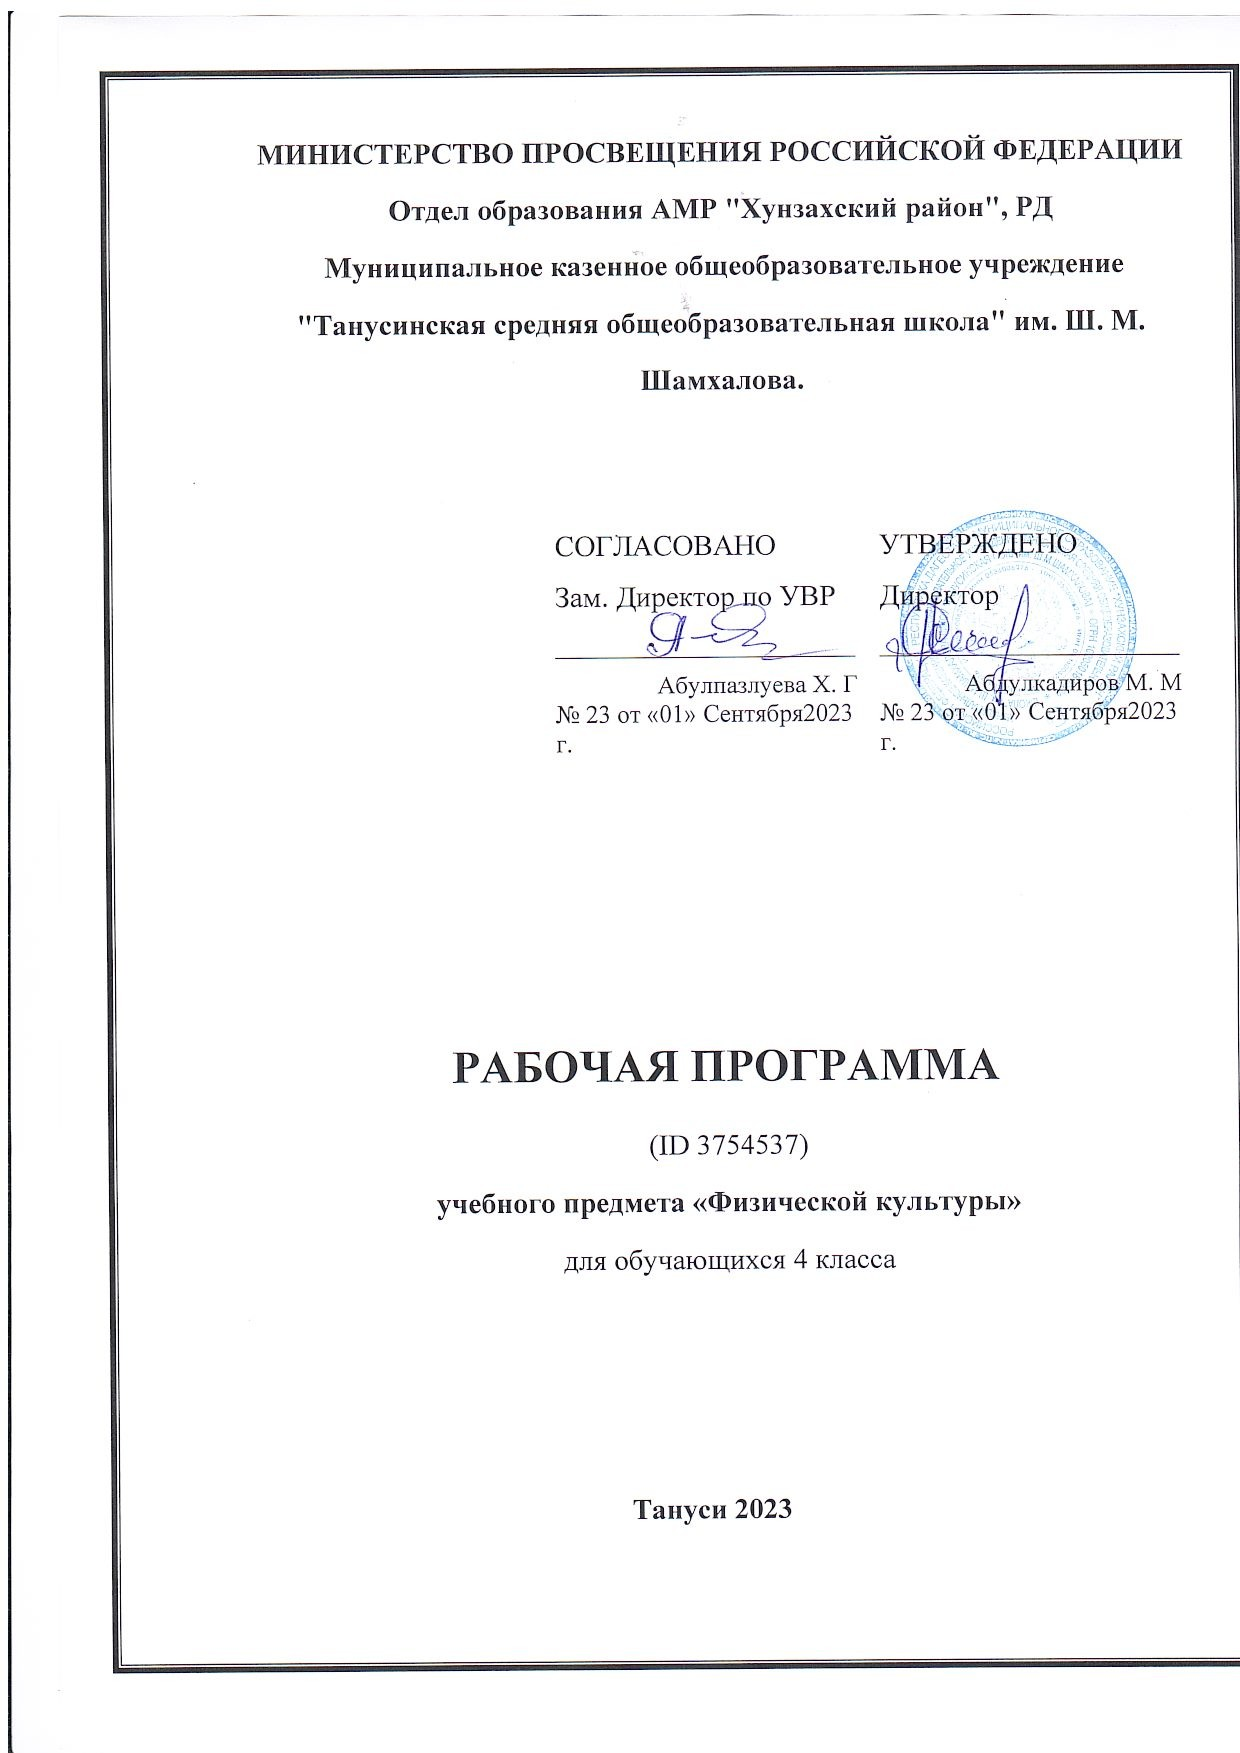 МИНИСТЕРСТВО ПРОСВЕЩЕНИЯ РОССИЙСКОЙ ФЕДЕРАЦИИ
Отдел образования АМР "Хунзахский район", РД
Муниципальное казенное общеобразовательное учреждение
"Танусинская средняя общеобразовательная школа" им. Ш. М.
Шамхалова.
СОГЛАСОВАНО
Зам. Директор по УВР
Абулпазлуева Х. Г
№ 23 от «01» Сентября2023
г.
УТВЕРЖДЕНО
Директор
Абдулкадиров М. М
№ 23 от «01» Сентября2023
г.
РАБОЧАЯ ПРОГРАММА
(ID 3754537)
учебного предмета «Физической культуры»
для обучающихся 4 класса
Тануси 2023